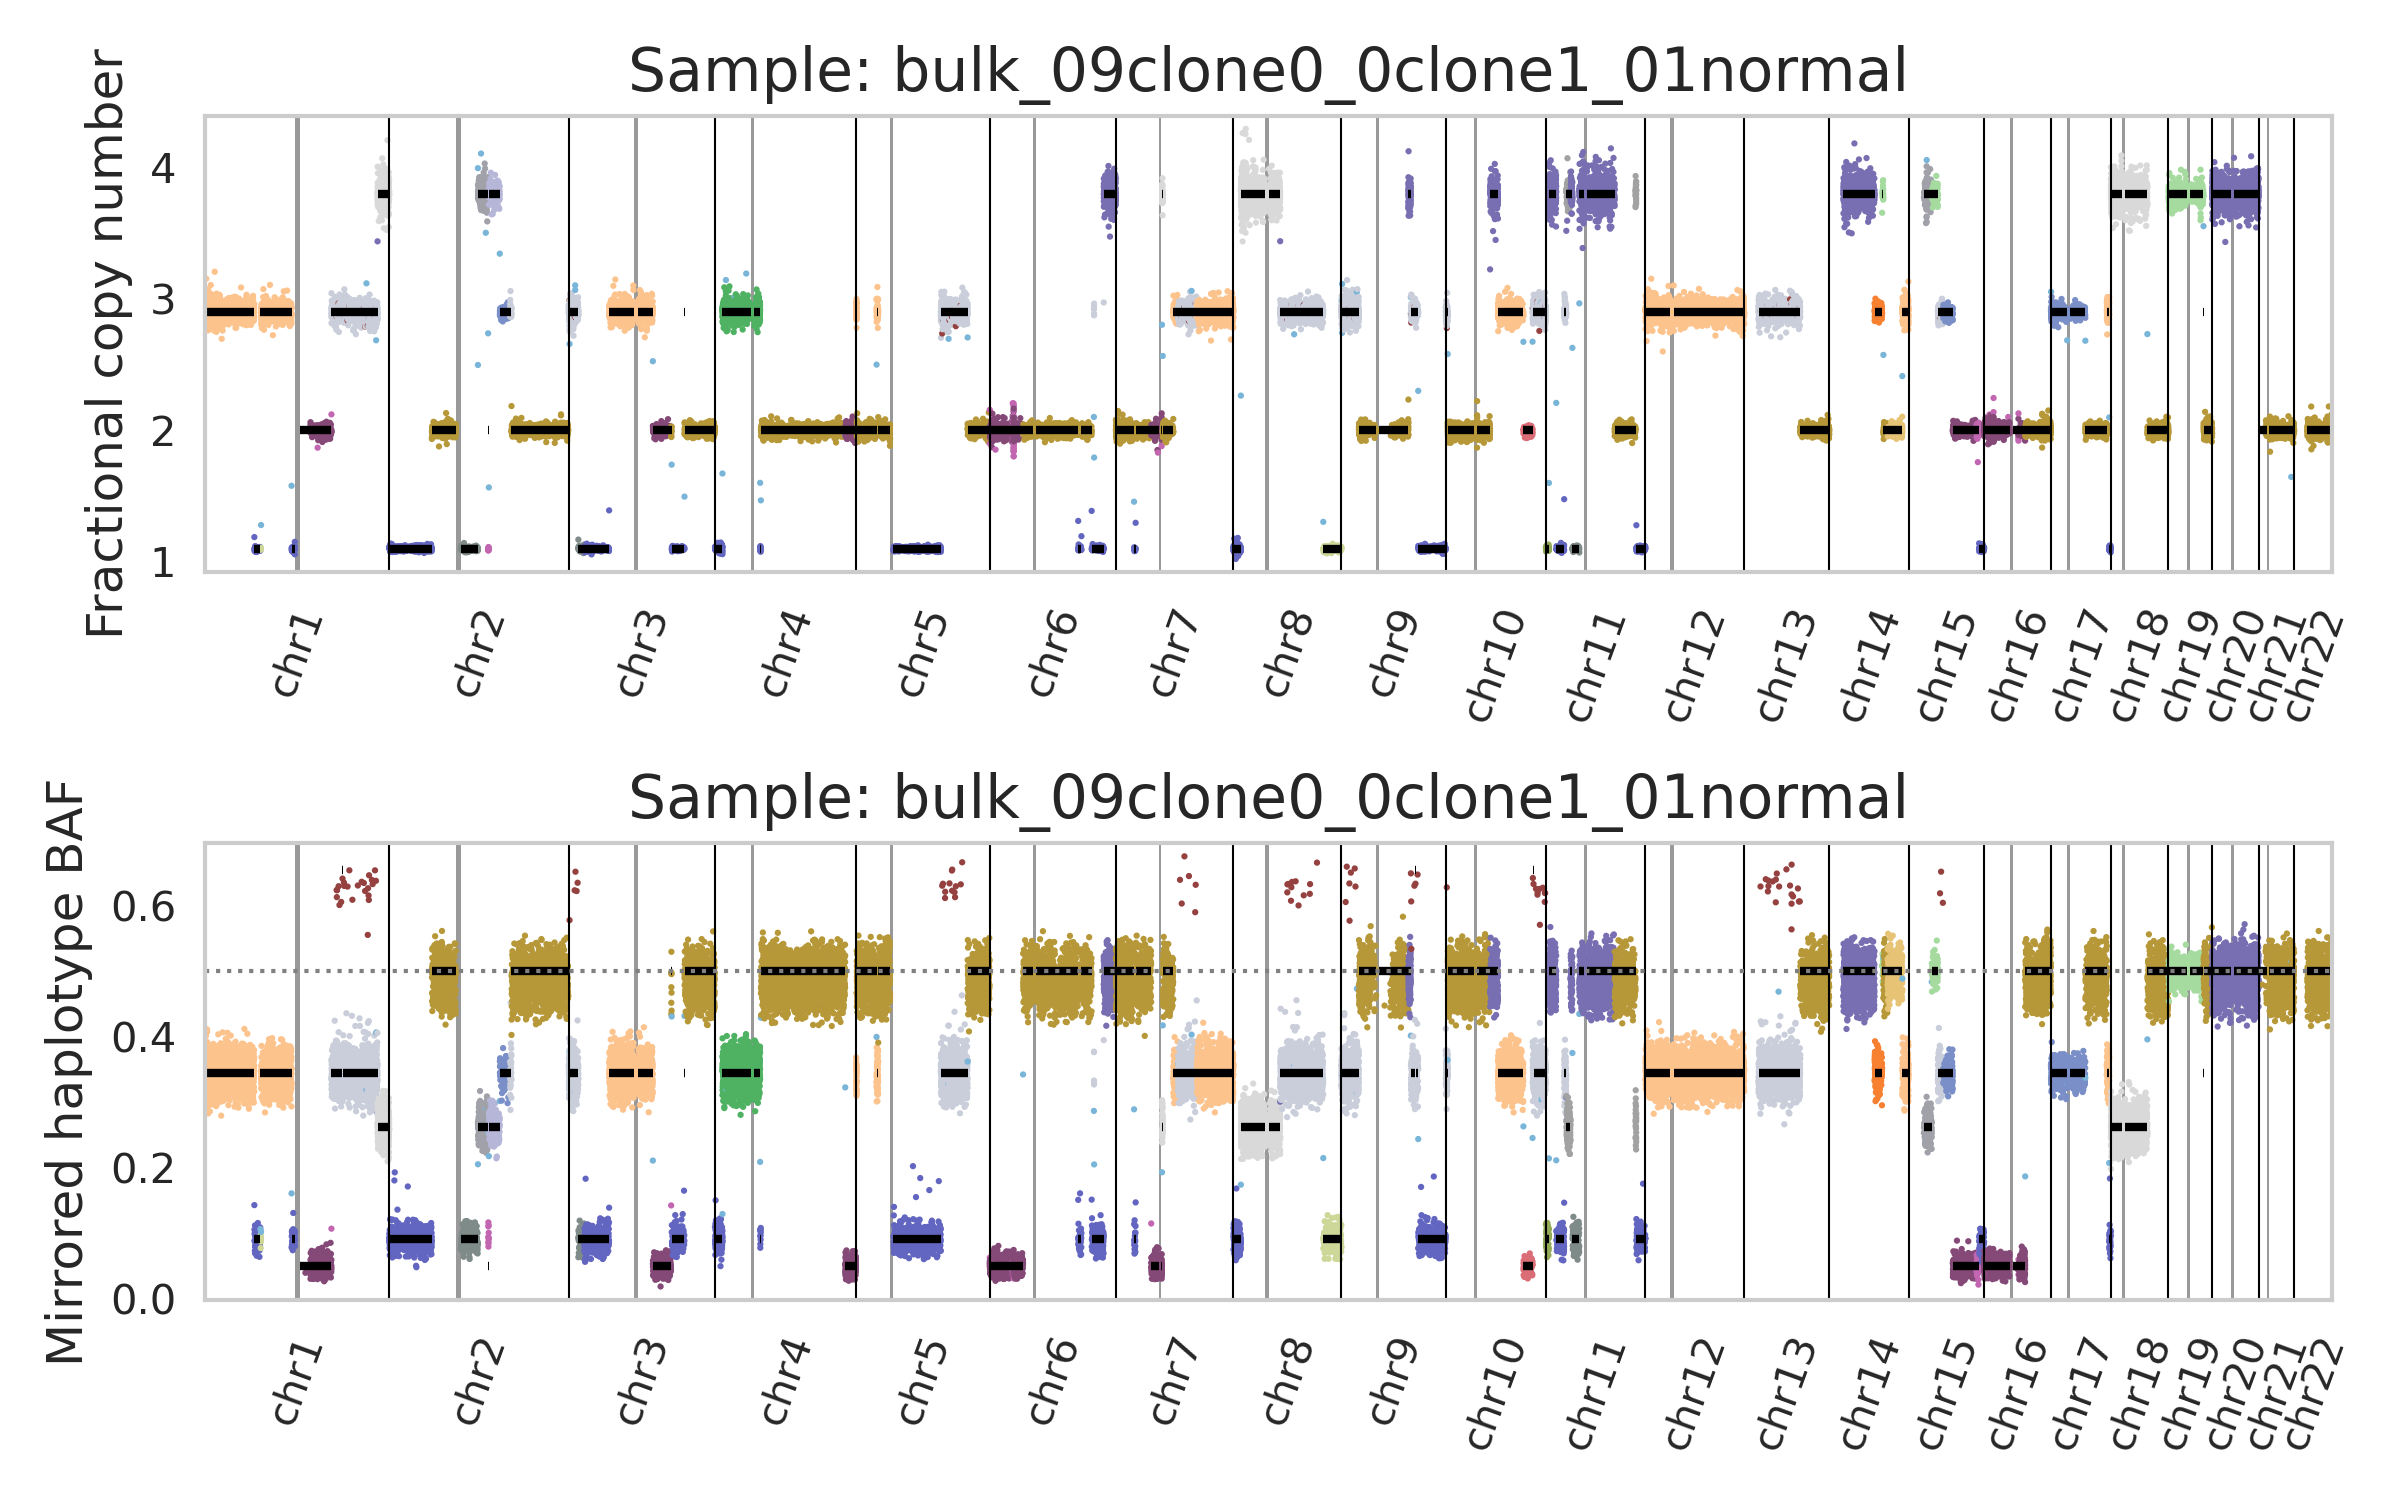 Sample: bulk_09clone0_0clone1_01normal
Fractional copy number
4
3
2
1
chr1
chr2
chr3
chr4
chr5
chr6
chr7
chr8
chr9
chr10
chr11
chr12
chr13
chr14
chr15
chr16
chr17
chr18
chr19
chr20
chr21
chr22
Sample: bulk_09clone0_0clone1_01normal
Mirrored haplotype BAF
0.6
0.4
0.2
0.0
chr1
chr2
chr3
chr4
chr5
chr6
chr7
chr8
chr9
chr10
chr11
chr12
chr13
chr14
chr15
chr16
chr17
chr18
chr19
chr20
chr21
chr22